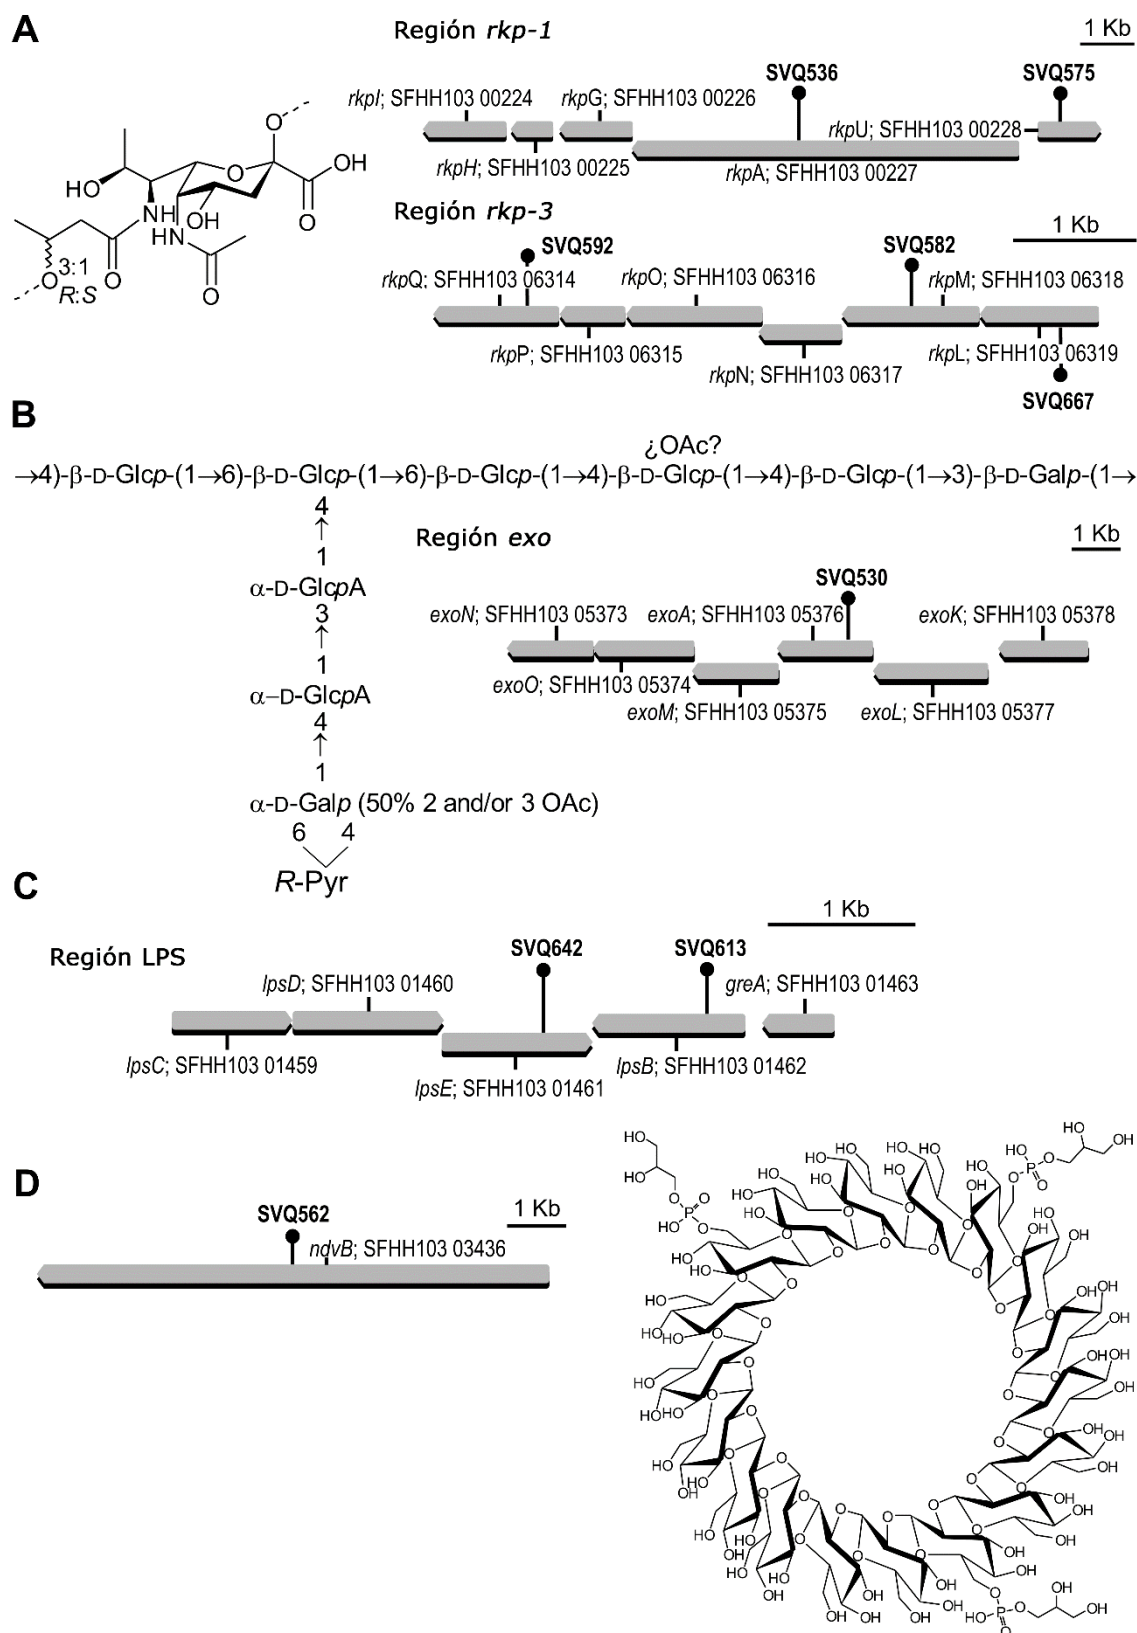 A
Región rkp-1
1 Kb
SVQ536
SVQ575
rkpI; SFHH103 00224
rkpG; SFHH103 00226
rkpU; SFHH103 00228
rkpH; SFHH103 00225
rkpA; SFHH103 00227
O
O
OH
O
HO
NH
OH
HN
O
O
O
3:1
R:S
Región rkp-3
1 Kb
SVQ592
SVQ582
rkpQ; SFHH103 06314
rkpO; SFHH103 06316
rkpM; SFHH103 06318
rkpP; SFHH103 06315
rkpN; SFHH103 06317
rkpL; SFHH103 06319
SVQ667
B
¿OAc?
→4)-β-D-Glcp-(1→6)-β-D-Glcp-(1→6)-β-D-Glcp-(1→4)-β-D-Glcp-(1→4)-β-D-Glcp-(1→3)-β-D-Galp-(1→
4
↑
1
α-D-GlcpA
3
↑
1
α–D-GlcpA
4
↑
1
α-D-Galp (50% 2 and/or 3 OAc)
6 4
R-Pyr
Región exo
1 Kb
SVQ530
exoN; SFHH103 05373
exoA; SFHH103 05376
exoK; SFHH103 05378
exoO; SFHH103 05374
exoM; SFHH103 05375
exoL; SFHH103 05377
C
1 Kb
Región LPS
SVQ642
SVQ613
lpsD; SFHH103 01460
greA; SFHH103 01463
lpsC; SFHH103 01459
lpsE; SFHH103 01461
lpsB; SFHH103 01462
D
SVQ562
1 Kb
ndvB; SFHH103 03436